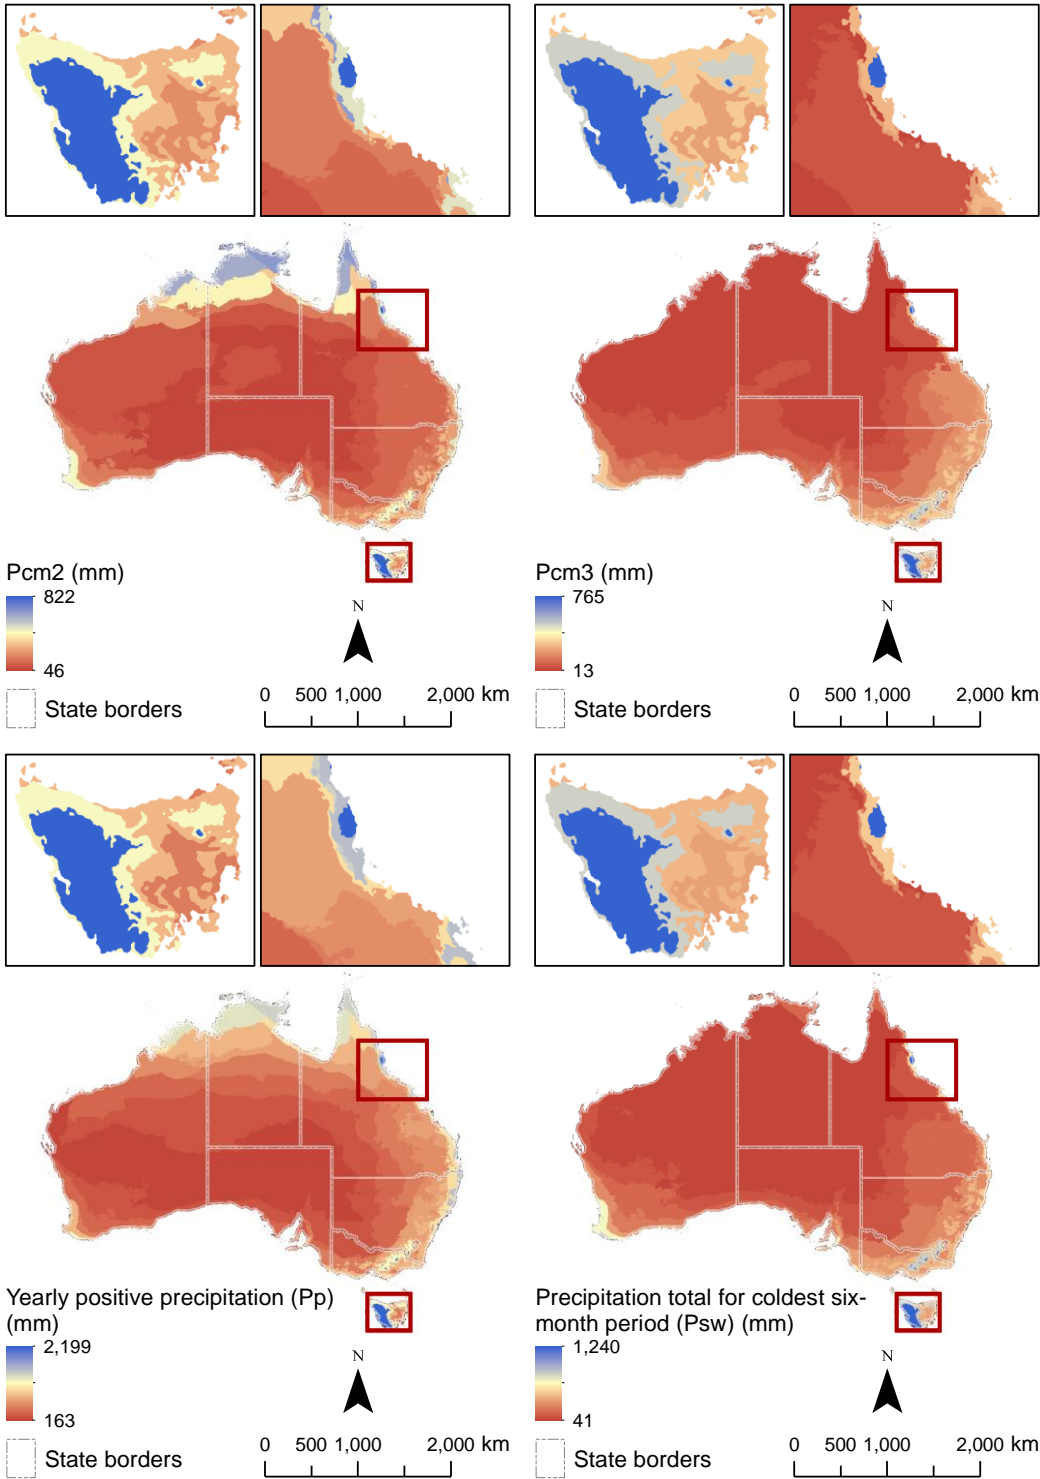 Pcm2 (mm)
822
46
State borders
N
0 500 1,000 2,000 km
Pcm3 (mm)
765
13
State borders
N
0 500 1,000 2,000 km
Yearly positive precipitation (Pp)
(mm)
2,199
163
State borders
N
0 500 1,000 2,000 km
Precipitation total for coldest six-
month period (Psw) (mm)
1,240
41
State borders
N
0 500 1,000 2,000 km